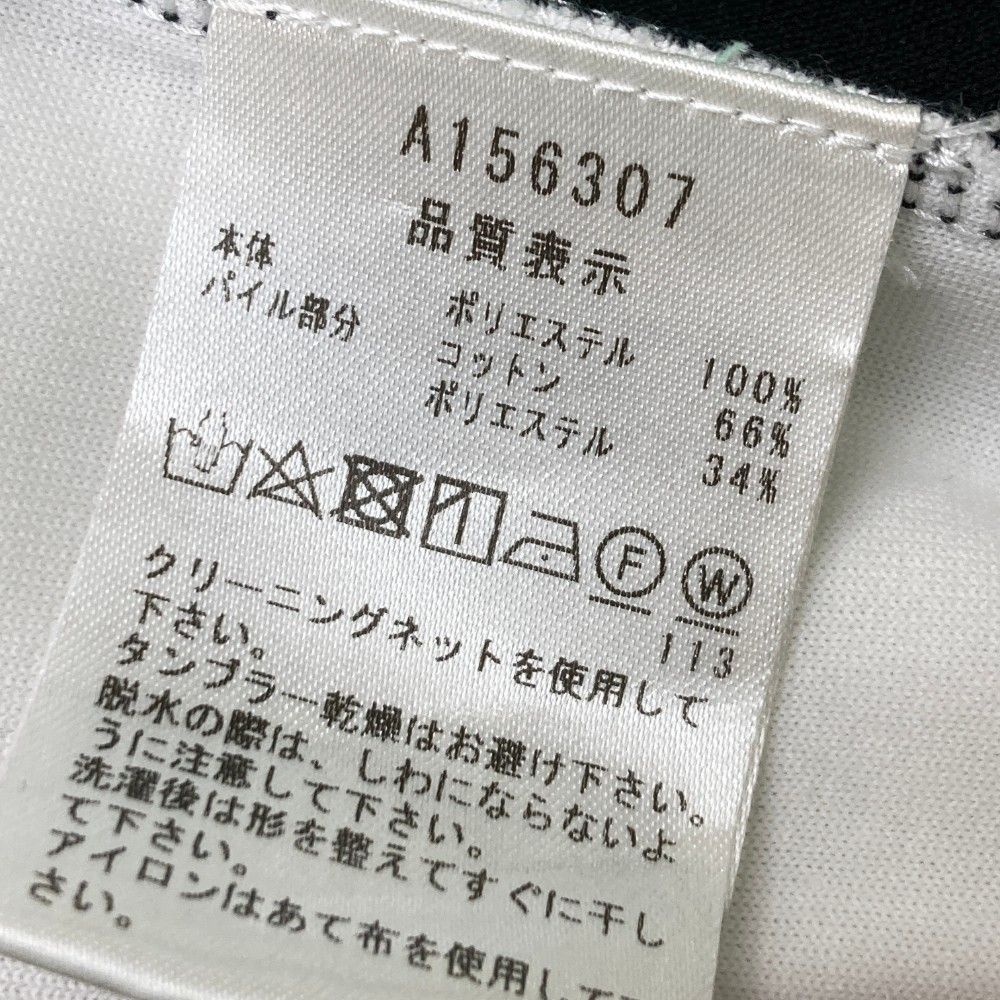 A156307
品質表示
本体 ポリエステル 100%
パイル部分 コットン 66%
ポリエステル 34%
F W
113
クリーニングネットを使用して
下さい。
タンブラー乾燥はお避け下さい。
脱水の際は、しわにならないよ
うに注意して下さい。
洗濯後は形を整えてすぐに干し
て下さい。
アイロンはあて布を使用して
さい。